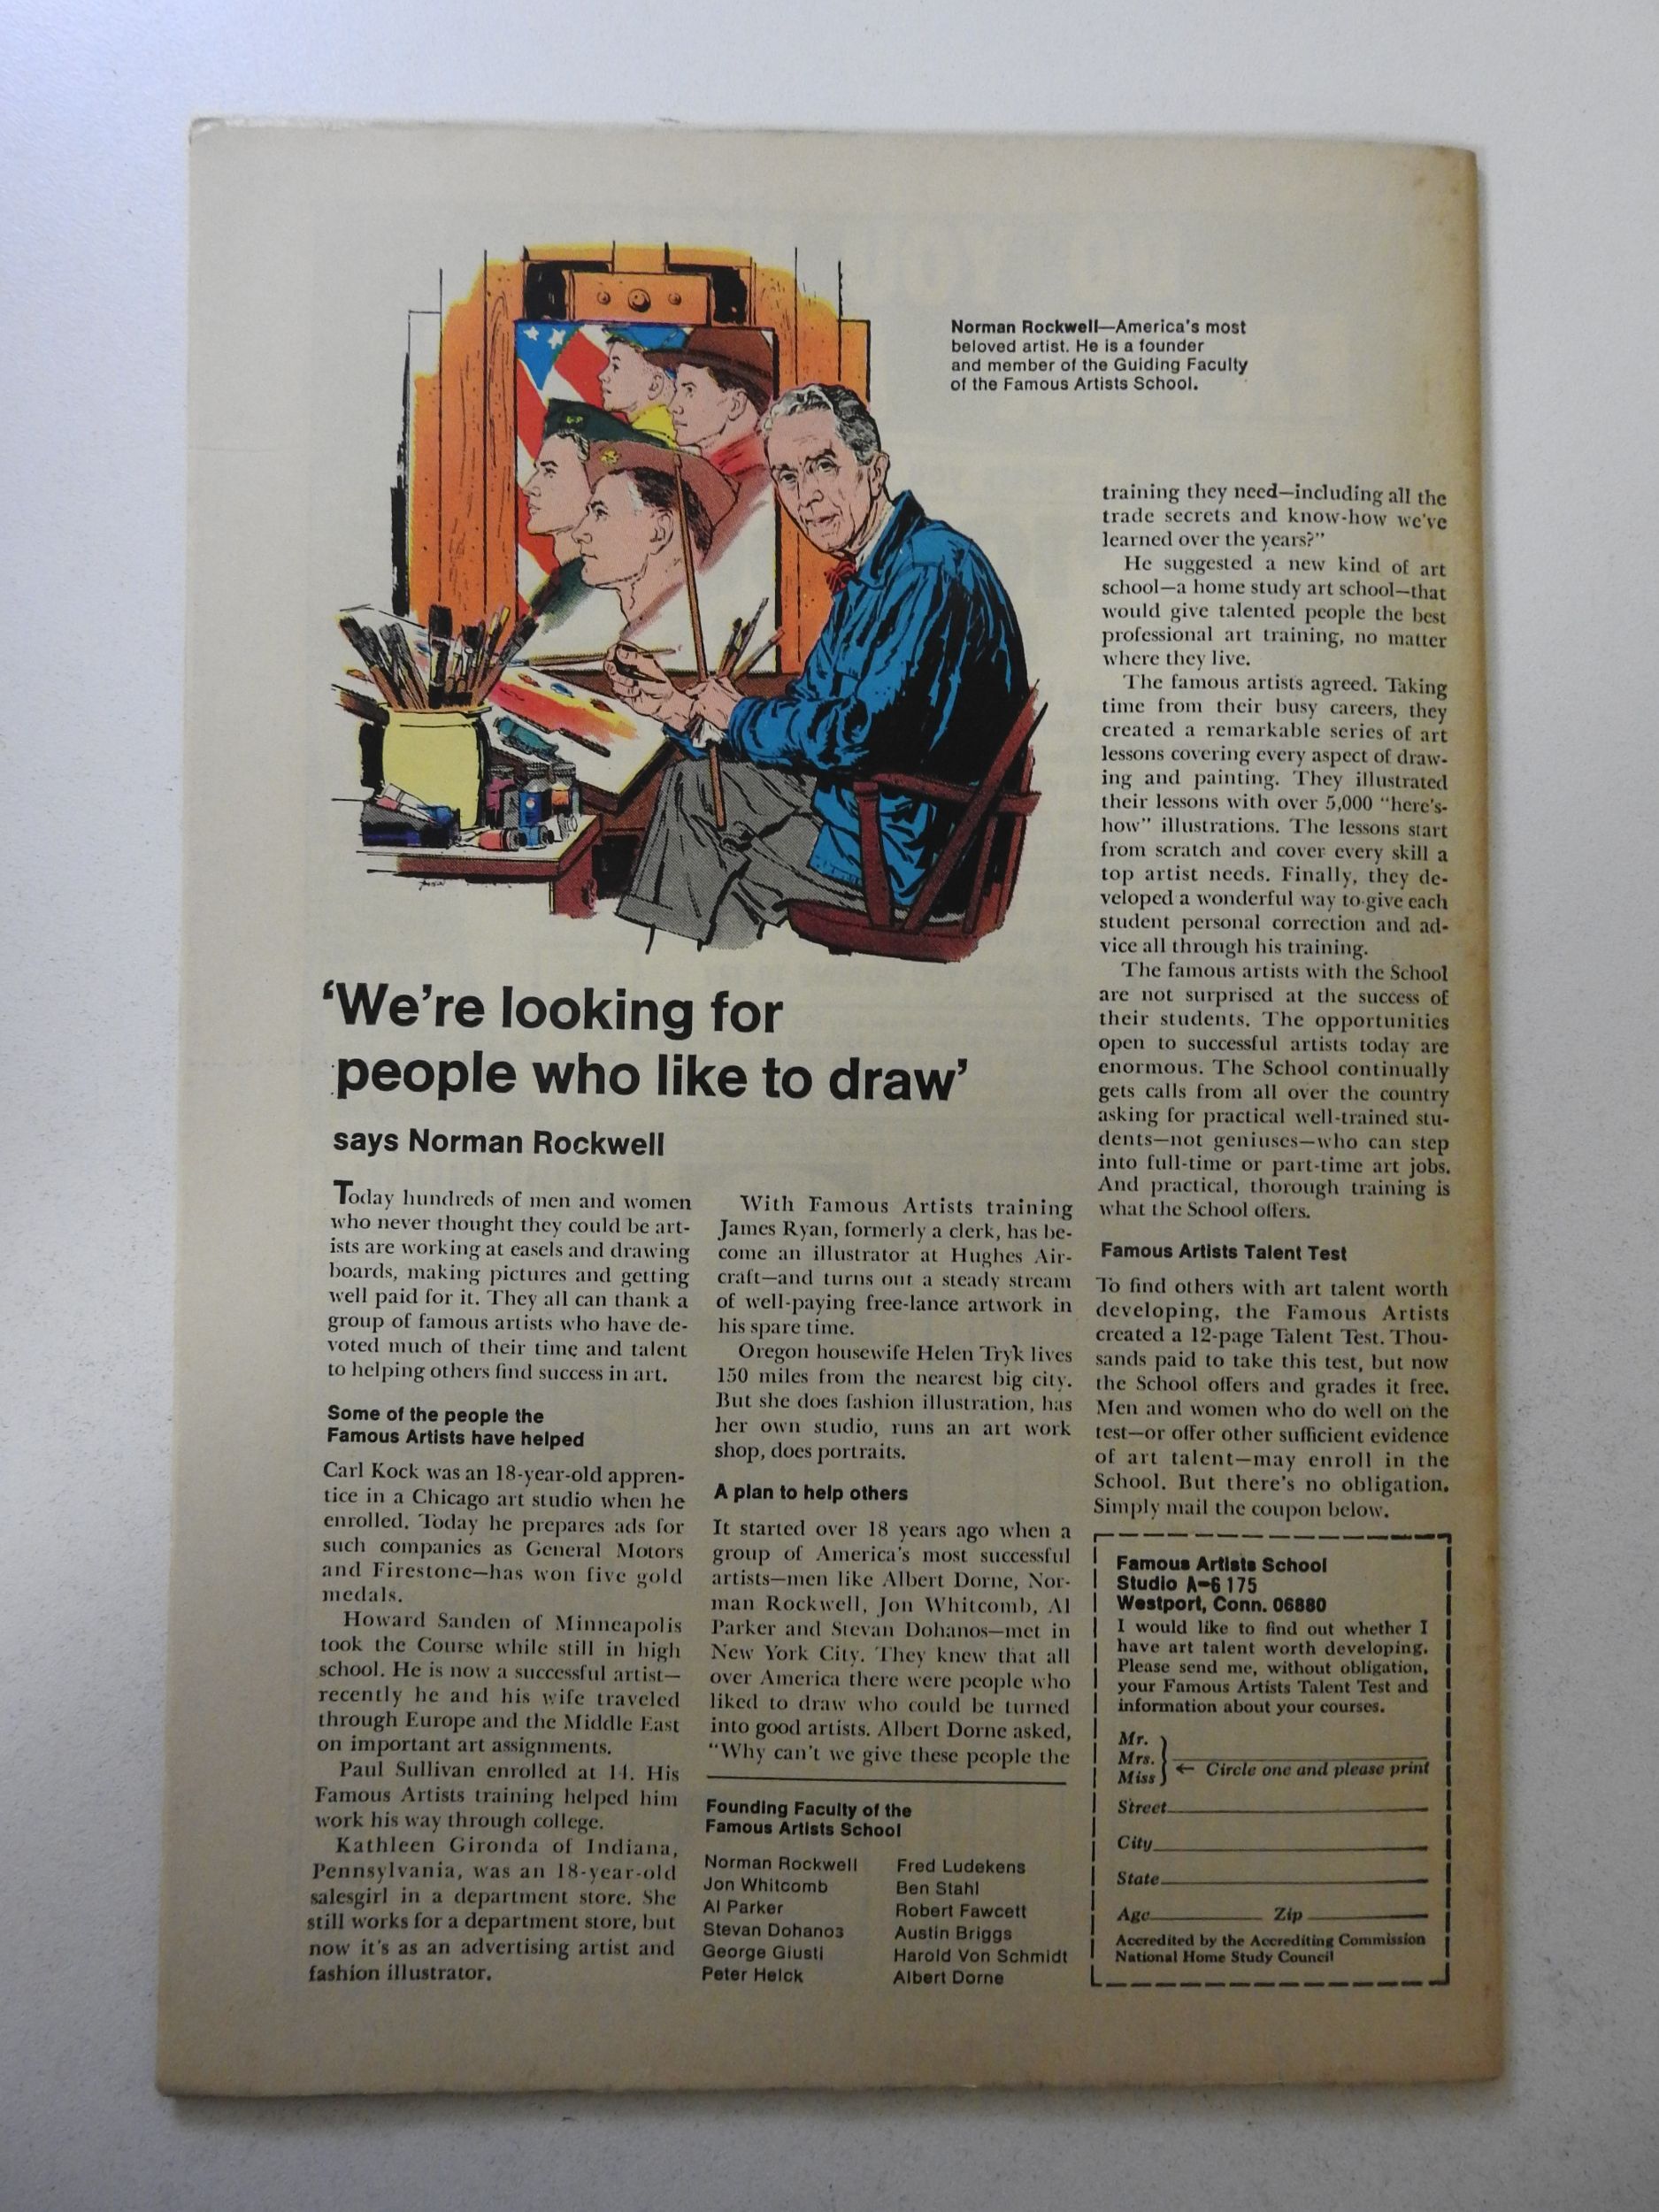 Norman Rockwell—America's most
beloved artist. He is a founder
and member of the Guiding Faculty
of the Famous Artists School.
'We're looking for
people who like to draw'
says Norman Rockwell
Today hundreds of men and women
who never thought they could be art-
ists are working at easels and drawing
boards, making pictures and getting
well paid for it. They all can thank a
group of famous artists who have de-
voted much of their time and talent
to helping others find success in art.
Some of the people the
Famous Artists have helped
Carl Kock was an 18-year-old appren-
tice in a Chicago art studio when he
enrolled. Today he prepares ads for
such companies as General Motors
and Firestone—has won five gold
medals.
Howard Sanden of Minneapolis
took the Course while still in high
school. He is now a successful artist—
recently he and his wife traveled
through Europe and the Middle East
on important art assignments.
Paul Sullivan enrolled at 14. His
Famous Artists training helped him
work his way through college.
Kathleen Gironda of Indiana,
Pennsylvania, was an 18-year-old
salesgirl in a department store. She
still works for a department store, but
now it's as an advertising artist and
fashion illustrator.
With Famous Artists training
James Ryan, formerly a clerk, has be-
come an illustrator at Hughes Air-
craft—and turns out a steady stream
of well-paying free-lance artwork in
his spare time.
Oregon housewife Helen Tryk lives
150 miles from the nearest big city.
But she does fashion illustration, has
her own studio, runs an art work
shop, does portraits.
A plan to help others
It started over 18 years ago when a
group of America's most successful
artists—men like Albert Dorne, Nor-
man Rockwell, Jon Whitcomb, Al
Parker and Stevan Dohanos—met in
New York City. They knew that all
over America there were people who
liked to draw who could be turned
into good artists. Albert Dorne asked,
"Why can't we give these people the
training they need—including all the
trade secrets and know-how we've
learned over the years?"
He suggested a new kind of art
school—a home study art school—that
would give talented people the best
professional art training, no matter
where they live.
The famous artists agreed. Taking
time from their busy careers, they
created a remarkable series of art
lessons covering every aspect of draw-
ing and painting. They illustrated
their lessons with over 5,000 "here's-
how" illustrations. The lessons start
from scratch and cover every skill a
top artist needs. Finally, they de-
veloped a wonderful way to give each
student personal correction and ad-
vice all through his training.
The famous artists with the School
are not surprised at the success of
their students. The opportunities
open to successful artists today are
enormous. The School continually
gets calls from all over the country
asking for practical well-trained stu-
dents—not geniuses—who can step
into full-time or part-time art jobs.
And practical, thorough training is
what the School offers.
Famous Artists Talent Test
To find others with art talent worth
developing, the Famous Artists
created a 12-page Talent Test. Thou-
sands paid to take this test, but now
the School offers and grades it free.
Men and women who do well on the
test—or offer other sufficient evidence
of art talent—may enroll in the
School. But there's no obligation.
Simply mail the coupon below.
Founding Faculty of the
Famous Artists School
Norman Rockwell
Jon Whitcomb
Al Parker
Stevan Dohanos
George Giusti
Peter Helck
Fred Ludekens
Ben Stahl
Robert Fawcett
Austin Briggs
Harold Von Schmidt
Albert Dorne
Famous Artists School
Studio A-6 175
Westport, Conn. 06880
I would like to find out whether I
have art talent worth developing.
Please send me, without obligation,
your Famous Artists Talent Test and
information about your courses.
Mr.
Mrs.
Miss
← Circle one and please print
Street
City
State
Age Zip
Accredited by the Accrediting Commission
National Home Study Council